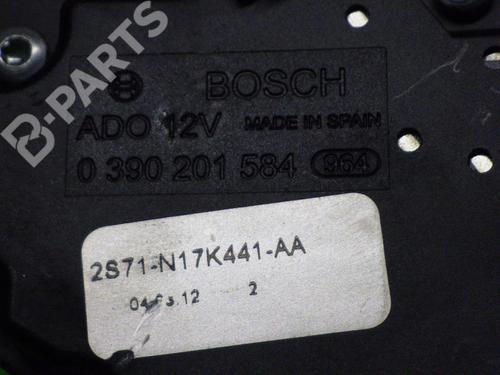 B-PARTS
BOSCH
ADO 12V MADE IN SPAIN
0 390 201 584 964
2S71-N17K441-AA
2